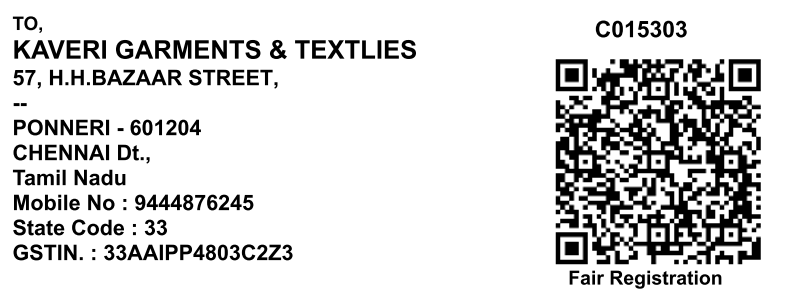 TO,
KAVERI GARMENTS & TEXTLIES
57, H.H.BAZAAR STREET,
--
PONNERI - 601204
CHENNAI Dt.,
Tamil Nadu
Mobile No : 9444876245
State Code : 33
GSTIN. : 33AAIPP4803C2Z3
C015303
Fair Registration